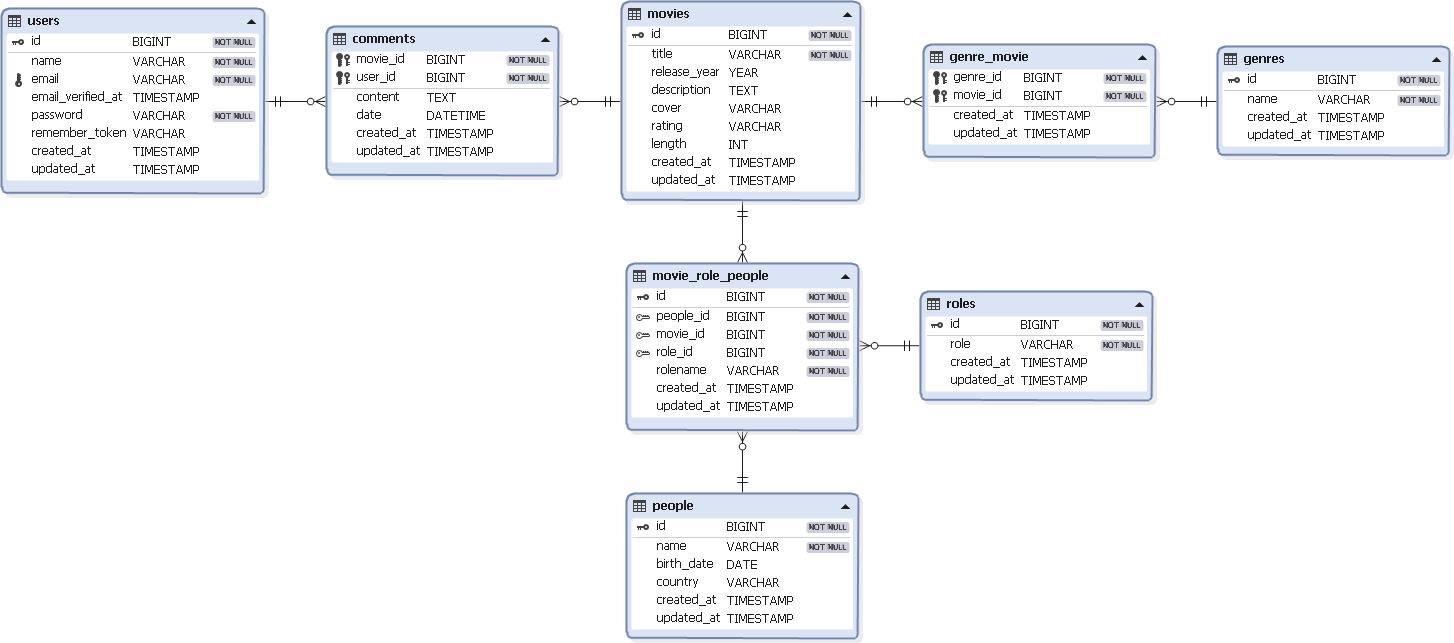 users
id BIGINT NOT NULL
name VARCHAR NOT NULL
email VARCHAR NOT NULL
email_verified_at TIMESTAMP
password VARCHAR NOT NULL
remember_token VARCHAR
created_at TIMESTAMP
updated_at TIMESTAMP
comments
movie_id BIGINT NOT NULL
user_id BIGINT NOT NULL
content TEXT
date DATETIME
created_at TIMESTAMP
updated_at TIMESTAMP
movies
id BIGINT NOT NULL
title VARCHAR NOT NULL
release_year YEAR
description TEXT
cover VARCHAR
rating VARCHAR
length INT
created_at TIMESTAMP
updated_at TIMESTAMP
genre_movie
genre_id BIGINT NOT NULL
movie_id BIGINT NOT NULL
created_at TIMESTAMP
updated_at TIMESTAMP
genres
id BIGINT NOT NULL
name VARCHAR NOT NULL
created_at TIMESTAMP
updated_at TIMESTAMP
movie_role_people
id BIGINT NOT NULL
people_id BIGINT NOT NULL
movie_id BIGINT NOT NULL
role_id BIGINT NOT NULL
rolename VARCHAR NOT NULL
created_at TIMESTAMP
updated_at TIMESTAMP
roles
id BIGINT NOT NULL
role VARCHAR NOT NULL
created_at TIMESTAMP
updated_at TIMESTAMP
people
id BIGINT NOT NULL
name VARCHAR NOT NULL
birth_date DATE
country VARCHAR
created_at TIMESTAMP
updated_at TIMESTAMP